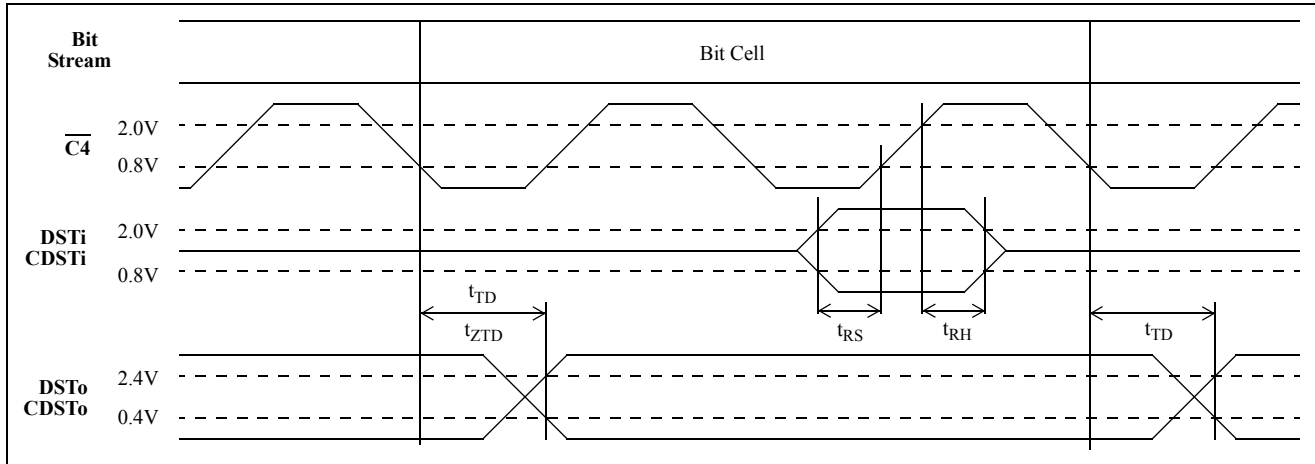 Bit
Stream
Bit Cell
C4
2.0V
0.8V
DSTi
CDSTi
2.0V
0.8V
tTD
tZTD
tRS
tRH
tTD
DSTo
CDSTo
2.4V
0.4V